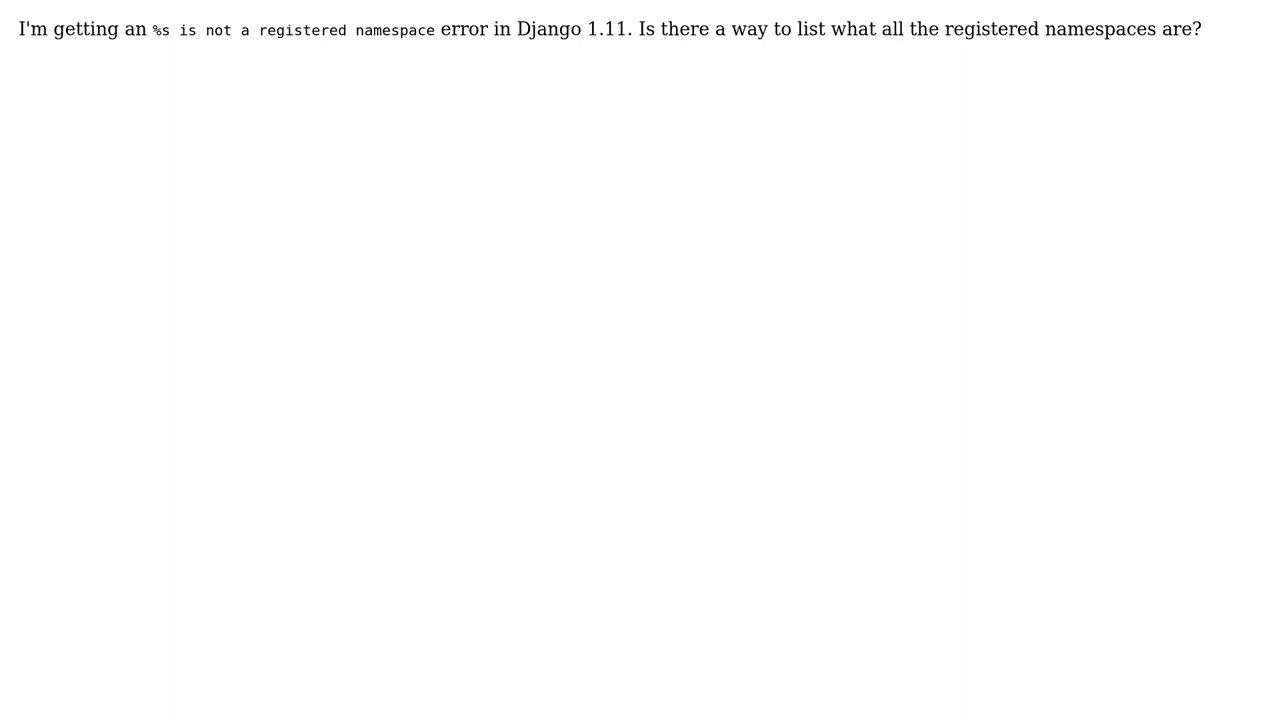 I'm getting an %s is not a registered namespace error in Django 1.11. Is there a way to list what all the registered namespaces are?